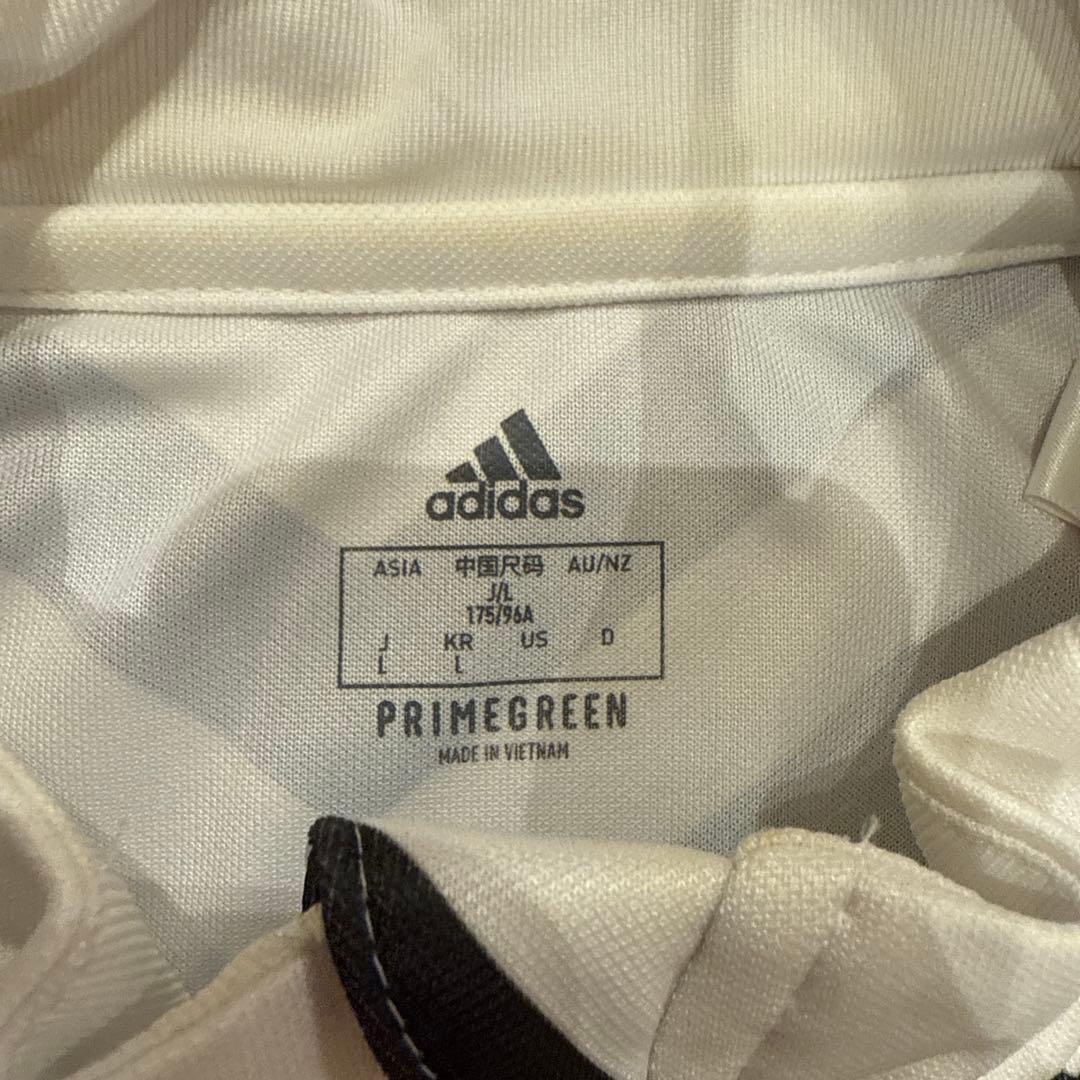 adidas
ASIA 中国尺码 AU/NZ
J/L
175/96A
J KR US D
L L
PRIMEGREEN
MADE IN VIETNAM